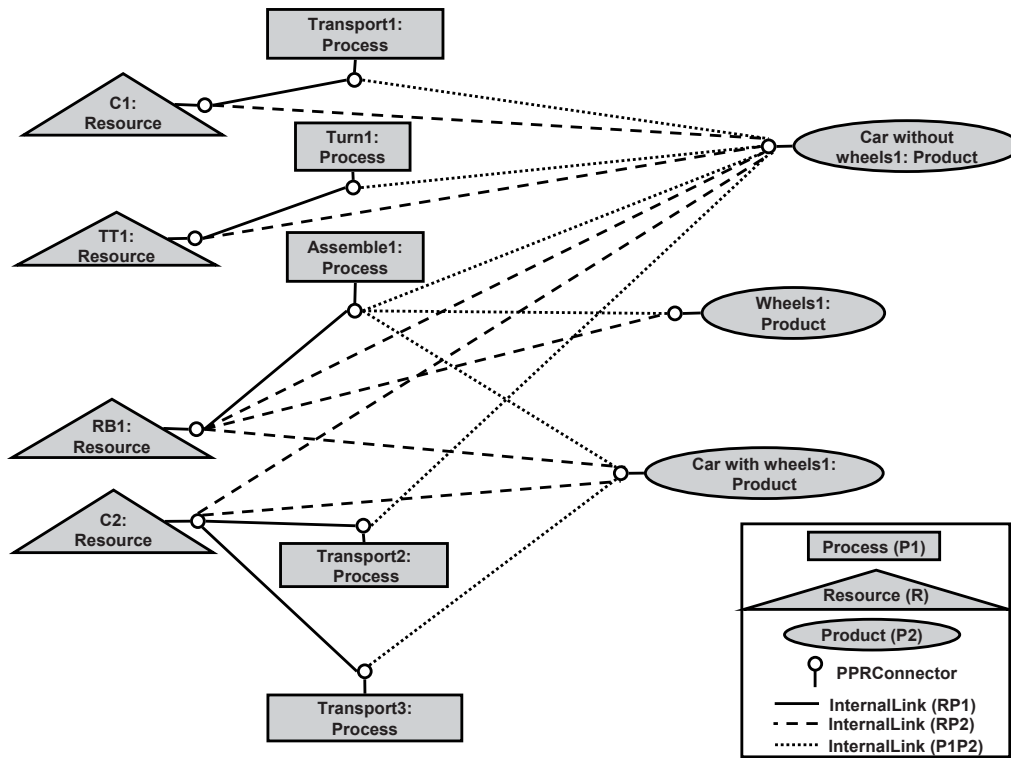 Transport1:
Process
C1:
Resource
Turn1:
Process
Car without
wheels1: Product
TT1:
Resource
Assemble1:
Process
Wheels1:
Product
RB1:
Resource
Car with wheels1:
Product
C2:
Resource
Transport2:
Process
Transport3:
Process
Process (P1)
Resource (R)
Product (P2)
PPRConnector
InternalLink (RP1)
InternalLink (RP2)
InternalLink (P1P2)